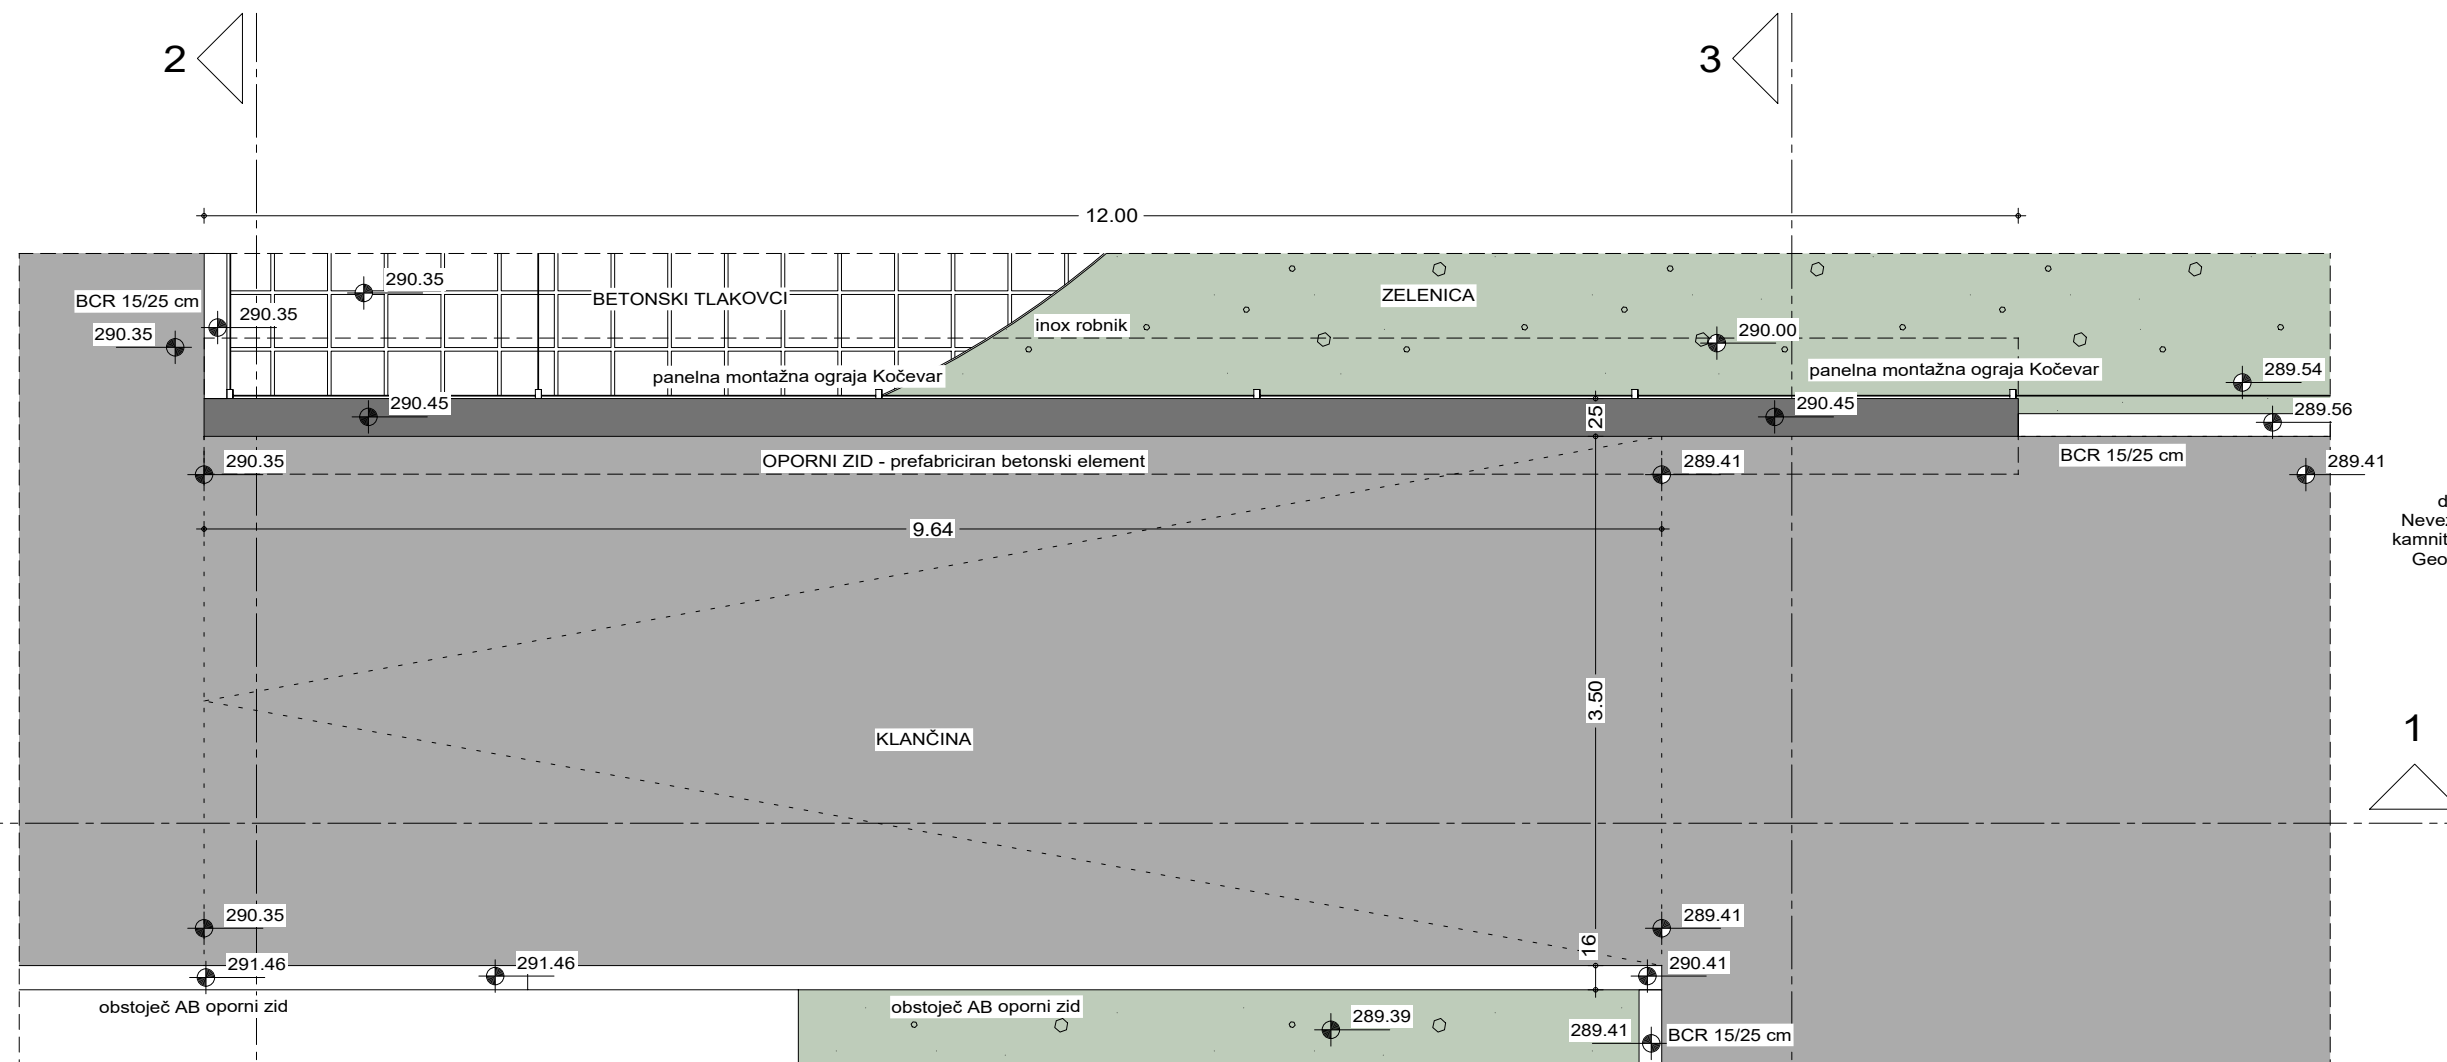 2
3
12.00
290.35
BETONSKI TLAKOVCI
ZELENICA
BCR 15/25 cm
290.35
290.35
inox robnik
290.00
panelna montažna ograja Kočevar
panelna montažna ograja Kočevar
289.54
290.45
25
290.45
289.56
290.35
OPORNI ZID - prefabriciran betonski element
289.41
BCR 15/25 cm
289.41
9.64
d
Nevez
kamnit
Geo
3.50
KLANČINA
1
290.35
289.41
16
291.46
291.46
290.41
obstoječ AB oporni zid
obstoječ AB oporni zid
289.39
289.41
BCR 15/25 cm